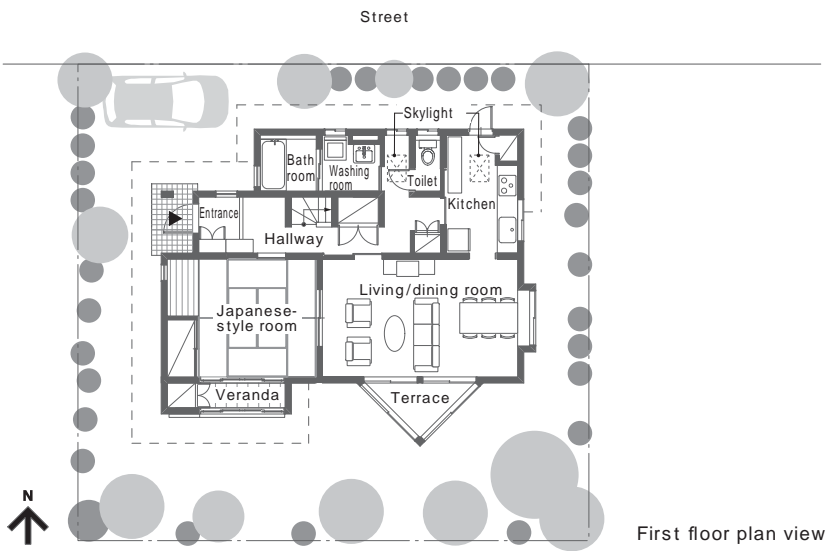 Street
Skylight
Bath
room
Washing
room
Toilet
Kitchen
Entrance
Hallway
Living/dining room
Japanese-
style room
Veranda
Terrace
N
First floor plan view